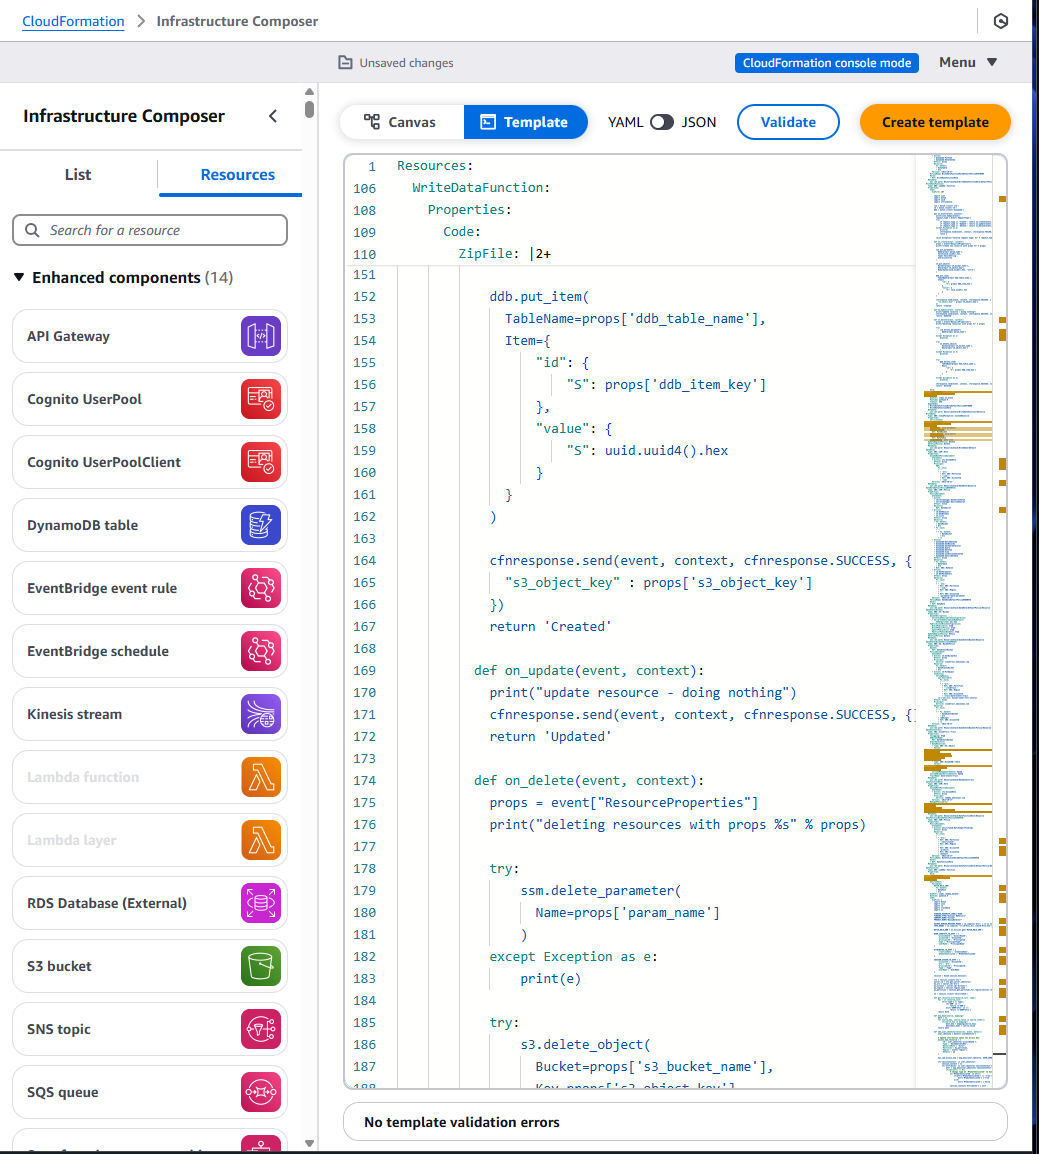 CloudFormation > Infrastructure Composer
Unsaved changes
CloudFormation console mode
Menu
Infrastructure Composer
List
Resources
Search for a resource
Enhanced components (14)
API Gateway
Cognito UserPool
Cognito UserPoolClient
DynamoDB table
EventBridge event rule
EventBridge schedule
Kinesis stream
Lambda function
Lambda layer
RDS Database (External)
S3 bucket
SNS topic
SQS queue
Canvas
Template
YAML
JSON
Validate
Create template
1 Resources:
106 WriteDataFunction:
108 Properties:
109 Code:
110 ZipFile: |2+
151
152 ddb.put_item(
153 TableName=props['ddb_table_name'],
154 Item={
155 "id": {
156 "S": props['ddb_item_key']
157 },
158 "value": {
159 "S": uuid.uuid4().hex
160 }
161 }
162 )
163
164 cfnresponse.send(event, context, cfnresponse.SUCCESS, {
165 "s3_object_key" : props['s3_object_key']
166 })
167 return 'Created'
168
169 def on_update(event, context):
170 print("update resource - doing nothing")
171 cfnresponse.send(event, context, cfnresponse.SUCCESS, {}
172 return 'Updated'
173
174 def on_delete(event, context):
175 props = event["ResourceProperties"]
176 print("deleting resources with props %s" % props)
177
178 try:
179 ssm.delete_parameter(
180 Name=props['param_name']
181 )
182 except Exception as e:
183 print(e)
184
185 try:
186 s3.delete_object(
187 Bucket=props['s3_bucket_name'],
188 Key=props['s3_object_key']
No template validation errors